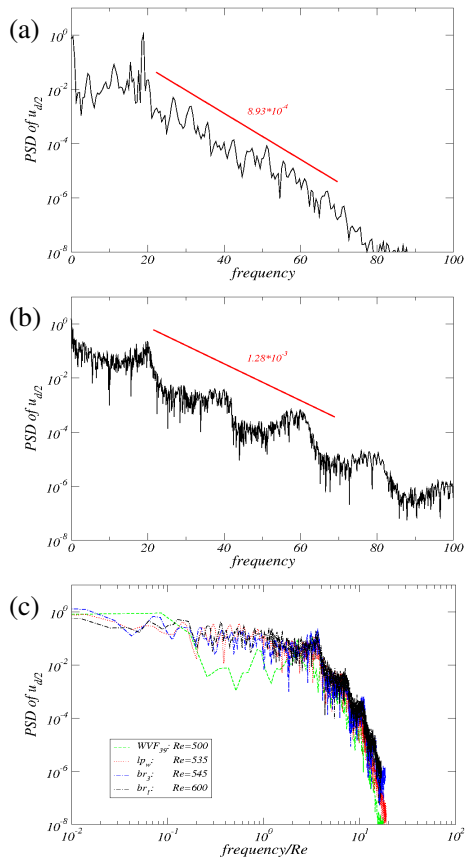 (a)
10^0
10^-2
10^-4
10^-6
10^-8
PSD of u_d/2
8.93*10^-4
0 20 40 60 80 100
frequency
(b)
10^0
10^-2
10^-4
10^-6
10^-8
PSD of u_d/2
1.28*10^-3
0 20 40 60 80 100
frequency
(c)
10^0
10^-2
10^-4
10^-6
10^-8
PSD of u_d/2
WVF_39: Re=500
lp_w: Re=535
br_3: Re=545
br_1: Re=600
10^-2 10^-1 10^0 10^1 10^2
frequency/Re